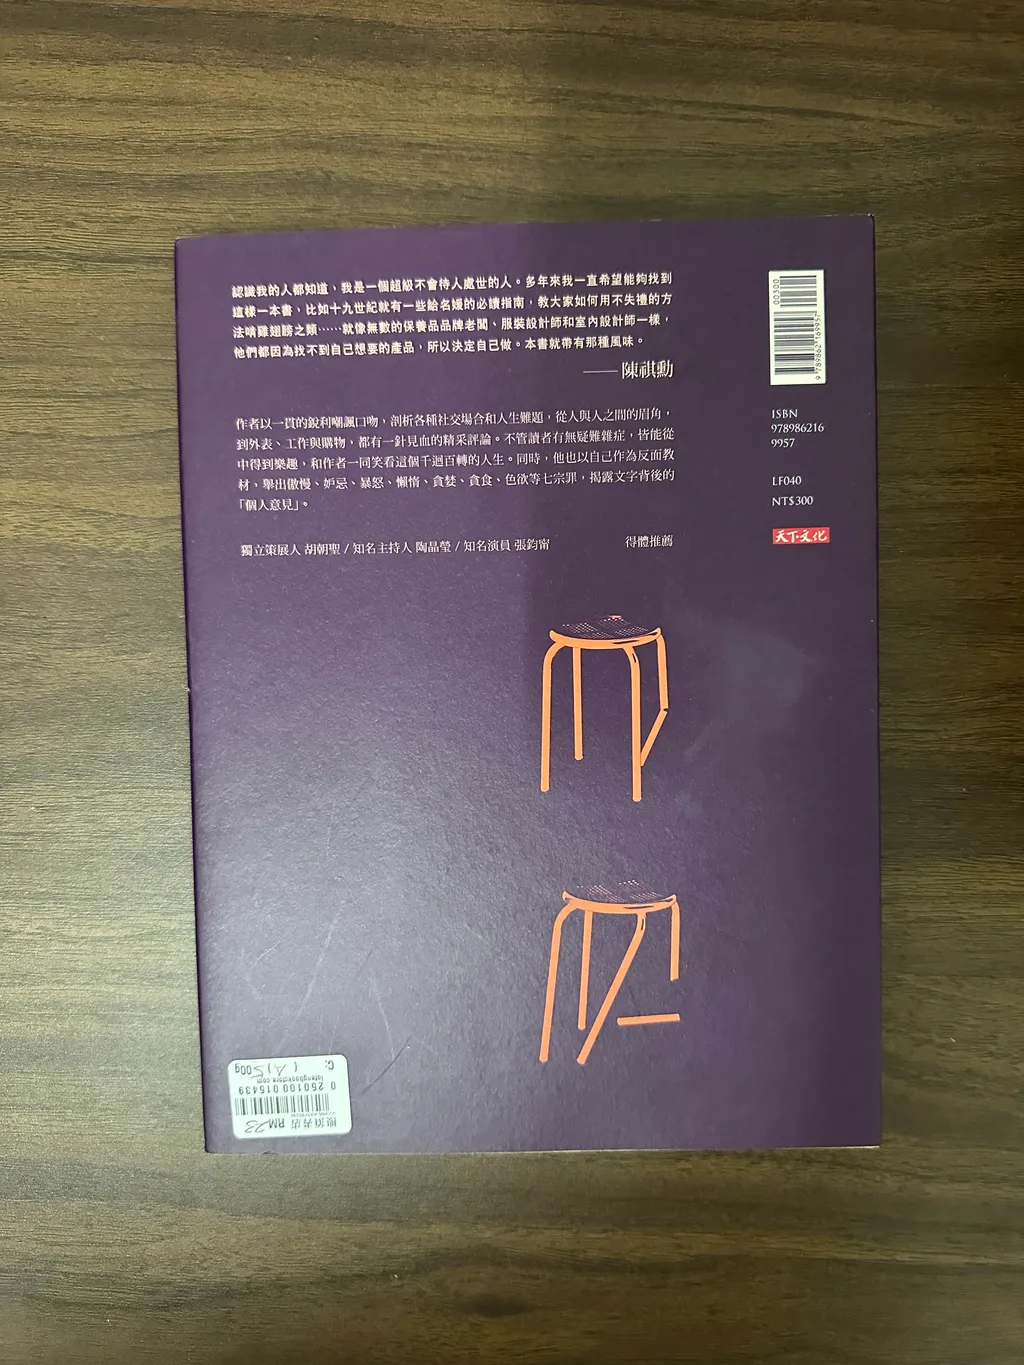 認識我的人都知道，我是一個超級不會待人處世的人。多年來我一直希望能夠找到
這樣一本書，比如十九世紀就有一些給名媛的必讀指南，教大家如何用不失禮的方
法啃雞翅膀之類⋯⋯就像無數的保養品品牌老闆、服裝設計師和室內設計師一樣，
他們都因為找不到自己想要的產品，所以決定自己做。本書就帶有那種風味。
——陳祺勳
作者以一貫的銳利嘲諷口吻，剖析各種社交場合和人生難題，從人與人之間的眉角，
到外表、工作與購物，都有一針見血的精采評論。不管讀者有無疑難雜症，皆能從
中得到樂趣，和作者一同笑看這個千迴百轉的人生。同時，他也以自己作為反面教
材，舉出傲慢、妒忌、暴怒、懶惰、貪婪、貪食、色欲等七宗罪，揭露文字背後的
「個人意見」。
獨立策展人 胡朝聖 / 知名主持人 陶晶瑩 / 知名演員 張鈞甯
得體推薦
00300
9789862169957
ISBN
978986216
9957
LF040
NT$300
天下文化
RM 23
0 250100 015439
C: (A) 500g